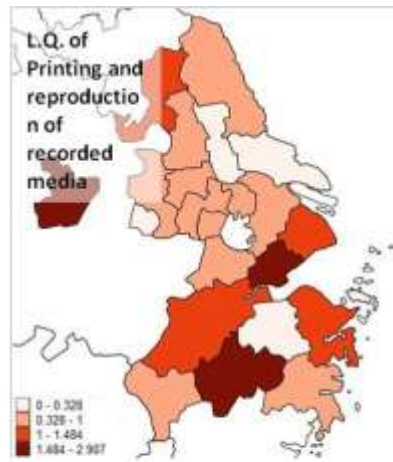 L.Q. of
Printing and
reproductio
n of
recorded
media
0 - 0.328
0.328 - 1
1 - 1.484
1.484 - 2.907